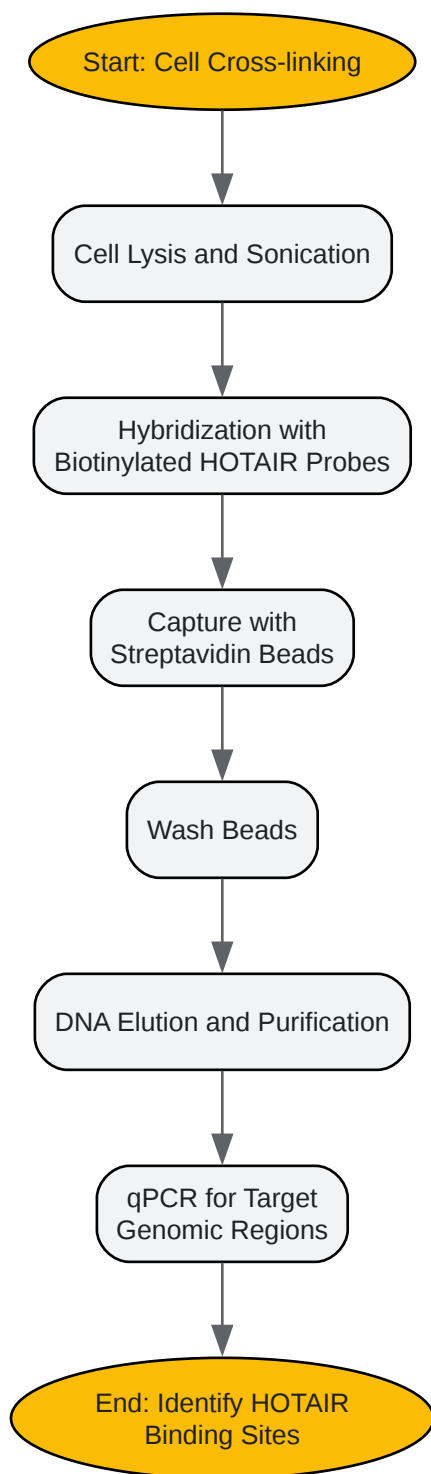 Start: Cell Cross-linking
Cell Lysis and Sonication
Hybridization with
Biotinylated HOTAIR Probes
Capture with
Streptavidin Beads
Wash Beads
DNA Elution and Purification
qPCR for Target
Genomic Regions
End: Identify HOTAIR
Binding Sites